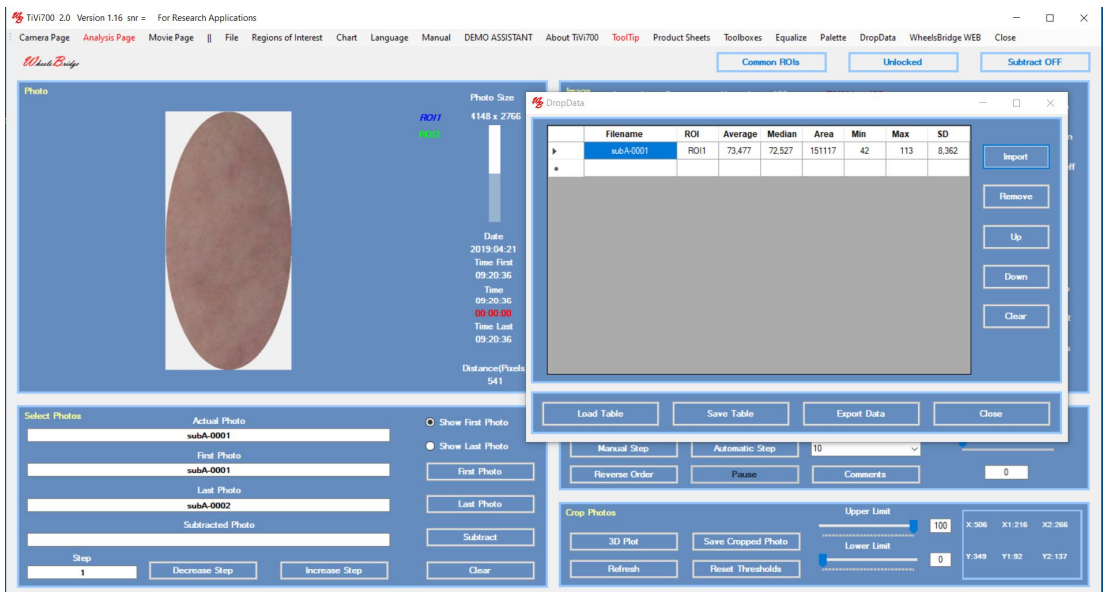 TiVi700 2.0 Version 1.16 snr = For Research Applications
Camera Page Analysis Page Movie Page || File Regions of Interest Chart Language Manual DEMO ASSISTANT About TiVi700 ToolTip Product Sheets Toolboxes Equalize Palette DropData WheelsBridge WEB Close
WheelsBridge
Common ROIs Unlocked Subtract OFF
Photo
Photo Size
4148 x 2766
ROI1
ROI2
Date
2019:04:21
Time First
09:20:36
Time
09:20:36
00:00:00
Time Last
09:20:36
Distance(Pixels
541
Image
DropData
Filename ROI Average Median Area Min Max SD
subA-0001 ROI1 73,477 72,527 151117 42 113 8,362
Import
Remove
Up
Down
Clear
Load Table Save Table Export Data Close
Select Photos
Actual Photo
subA-0001
First Photo
subA-0001
Last Photo
subA-0002
Subtracted Photo
Step
1 Decrease Step Increase Step
Show First Photo
Show Last Photo
First Photo
Last Photo
Subtract
Clear
Manual Step Automatic Step 10
Reverse Order Pause Comments 0
Crop Photos
3D Plot Save Cropped Photo
Refresh Reset Thresholds
Upper Limit
100
Lower Limit
0
X:506 X1:216 X2:266
Y:349 Y1:92 Y2:137